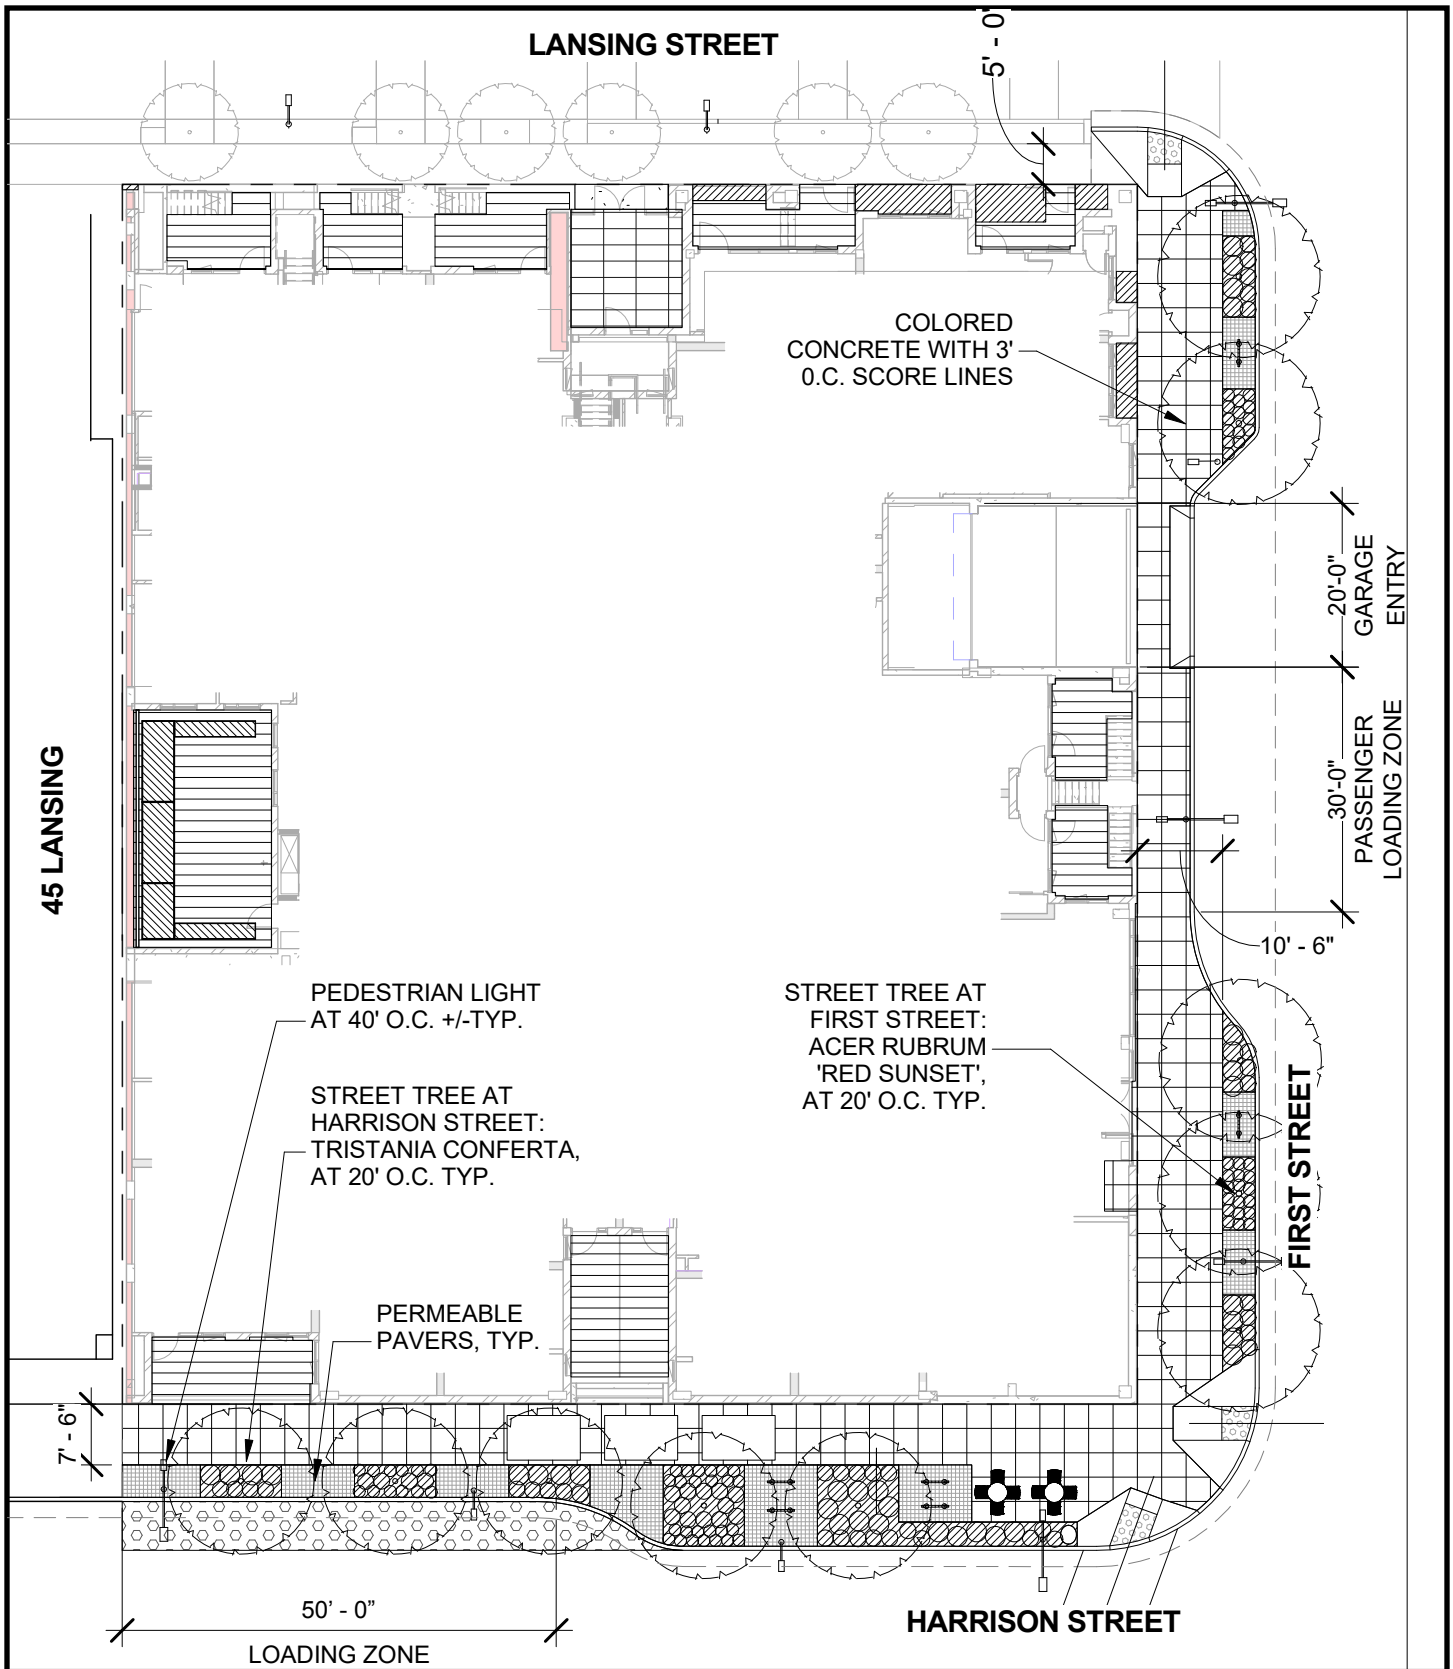 LANSING STREET
5' - 0"
COLORED
CONCRETE WITH 3'
0.C. SCORE LINES
20'-0"
GARAGE
ENTRY
30'-0"
PASSENGER
LOADING ZONE
45 LANSING
10' - 6"
PEDESTRIAN LIGHT
AT 40' O.C. +/-TYP.
STREET TREE AT
FIRST STREET:
ACER RUBRUM
'RED SUNSET',
AT 20' O.C. TYP.
STREET TREE AT
HARRISON STREET:
TRISTANIA CONFERTA,
AT 20' O.C. TYP.
FIRST STREET
PERMEABLE
PAVERS, TYP.
7' - 6"
50' - 0”
LOADING ZONE
HARRISON STREET